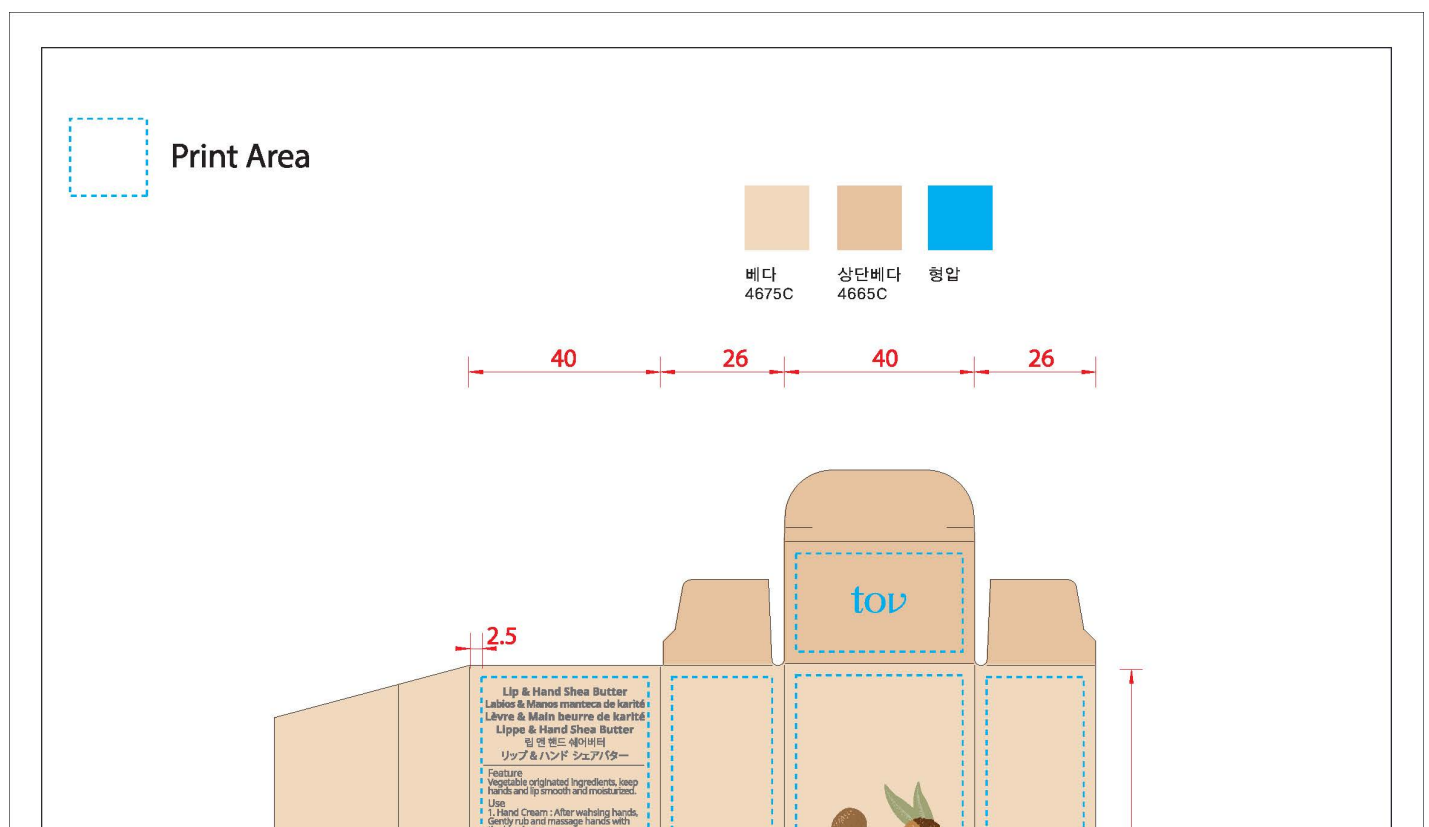 Print Area
베다
4675C
상단베다
4665C
형압
40
26
40
26
tov
2.5
Lip & Hand Shea Butter
Labios & Manos manteca de karité
Lèvre & Main beurre de karité
Lippe & Hand Shea Butter
립 앤 핸드 쉐어버터
リップ & ハンド シェアバター
Feature
Vegetable originated ingredients, keep
hands and lip smooth and moisturized.
Use
1. Hand Cream : After wahsing hands,
Gently rub and massage hands with